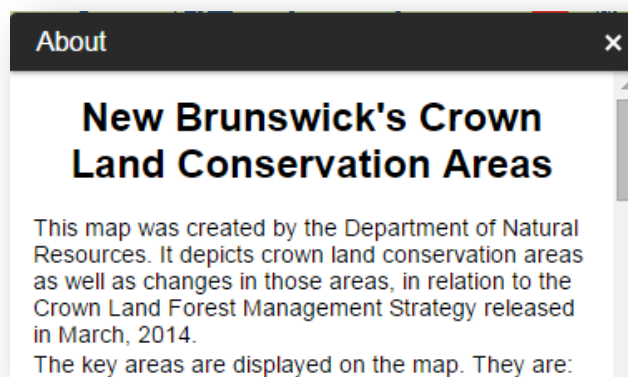 About ×
New Brunswick's Crown
Land Conservation Areas
This map was created by the Department of Natural
Resources. It depicts crown land conservation areas
as well as changes in those areas, in relation to the
Crown Land Forest Management Strategy released
in March, 2014.
The key areas are displayed on the map. They are: